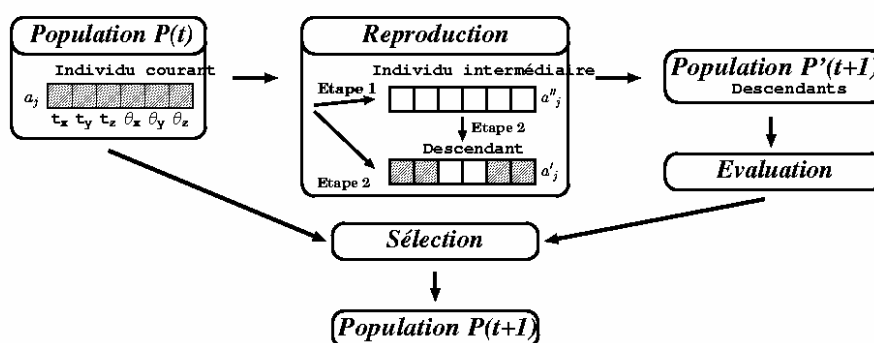 Population P(t)
Individu courant
a_j
t_x t_y t_z θ_x θ_y θ_z
Reproduction
Individu intermédiaire
Etape 1
a''_j
Etape 2
Descendant
Etape 2
a'_j
Population P'(t+1)
Descendants
Evaluation
Sélection
Population P(t+1)